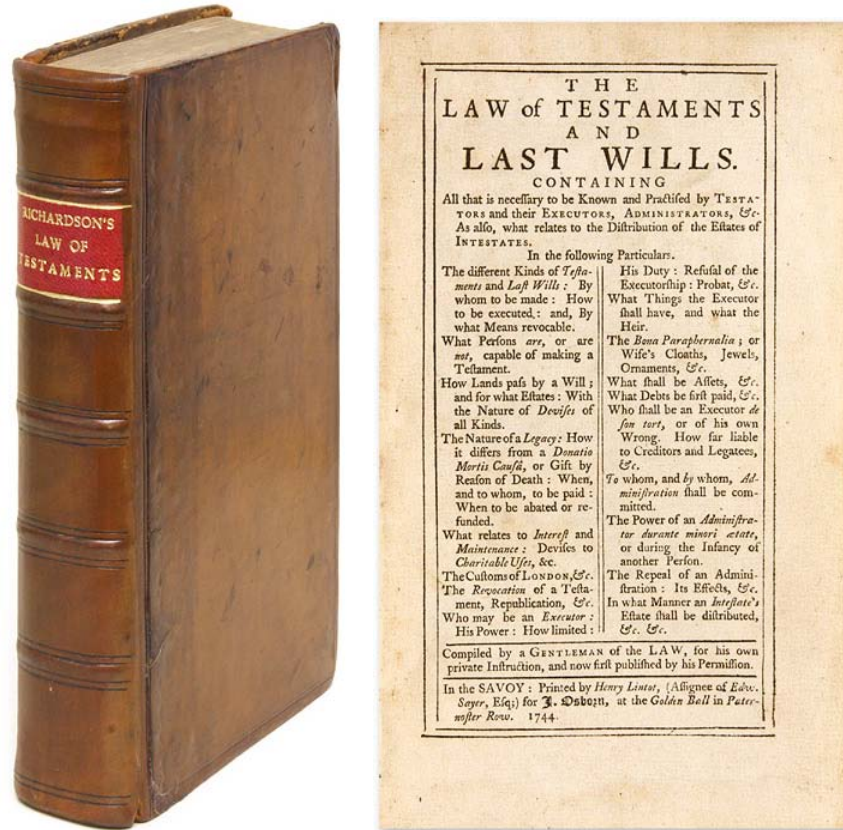 RICHARDSON'S
LAW OF
TESTAMENTS
THE
LAW of TESTAMENTS
AND
LAST WILLS.
CONTAINING
All that is neceſſary to be Known and Practiſed by TESTA-
TORS and their EXECUTORS, ADMINISTRATORS, &c.
As alſo, what relates to the Diſtribution of the Eſtates of
INTESTATES.
In the following Particulars.
The different Kinds of Teſta-
ments and Laſt Wills: By
whom to be made: How
to be executed: and, By
what Means revocable.
What Perſons are, or are
not, capable of making a
Teſtament.
How Lands paſs by a Will;
and for what Eſtates: With
the Nature of Deviſes of
all Kinds.
The Nature of a Legacy: How
it differs from a Donatio
Mortis Cauſâ, or Gift by
Reaſon of Death: When,
and to whom, to be paid:
When to be abated or re-
funded.
What relates to Intereſt and
Maintenance: Deviſes to
Charitable Uſes, &c.
The Cuſtoms of LONDON, &c.
The Revocation of a Teſta-
ment, Republication, &c.
Who may be an Executor:
His Power: How limited:
His Duty: Refuſal of the
Executorſhip: Probat, &c.
What Things the Executor
ſhall have, and what the
Heir.
The Bona Paraphernalia; or
Wife's Cloaths, Jewels,
Ornaments, &c.
What ſhall be Aſſets, &c.
What Debts be firſt paid, &c.
Who ſhall be an Executor de
ſon tort, or of his own
Wrong. How far liable
to Creditors and Legatees,
&c.
To whom, and by whom, Ad-
miniſtration ſhall be com-
mitted.
The Power of an Adminiſtra-
tor durante minori ætate,
or during the Infancy of
another Perſon.
The Repeal of an Admini-
ſtration: Its Effects, &c.
In what Manner an Inteſtate's
Eſtate ſhall be diſtributed,
&c. &c.
Compiled by a GENTLEMAN of the LAW, for his own
private Inſtruction, and now firſt publiſhed by his Permiſſion.
In the SAVOY: Printed by Henry Lintot, (Aſſignee of Edw.
Sayer, Eſq;) for J. Osborn, at the Golden Ball in Pater-
noſter Row. 1744.